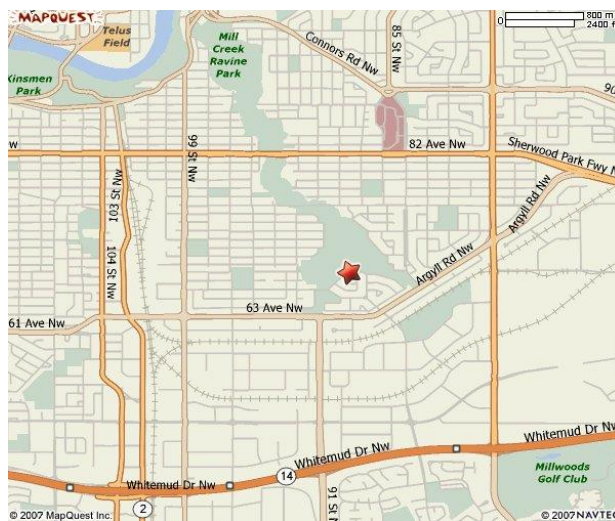 MAPQUEST
Telus
Field
Mill
Creek
Ravine
Park
Connors Rd Nw
85 St Nw
0
800 m
2400 f
Kinsmen
Park
90
99 St Nw
82 Ave Nw
Sherwood Park Fwy N
w
103 St Nw
104 St Nw
Argyll Rd Nw
Argyll Rd Nw
63 Ave Nw
61 Ave Nw
Whitemud Dr Nw
Whitemud Dr Nw
Whitemud Dr Nw
14
91 St N
2
Millwoods
Golf Club
© 2007 MapQuest Inc.
© 2007 NAVTEQ